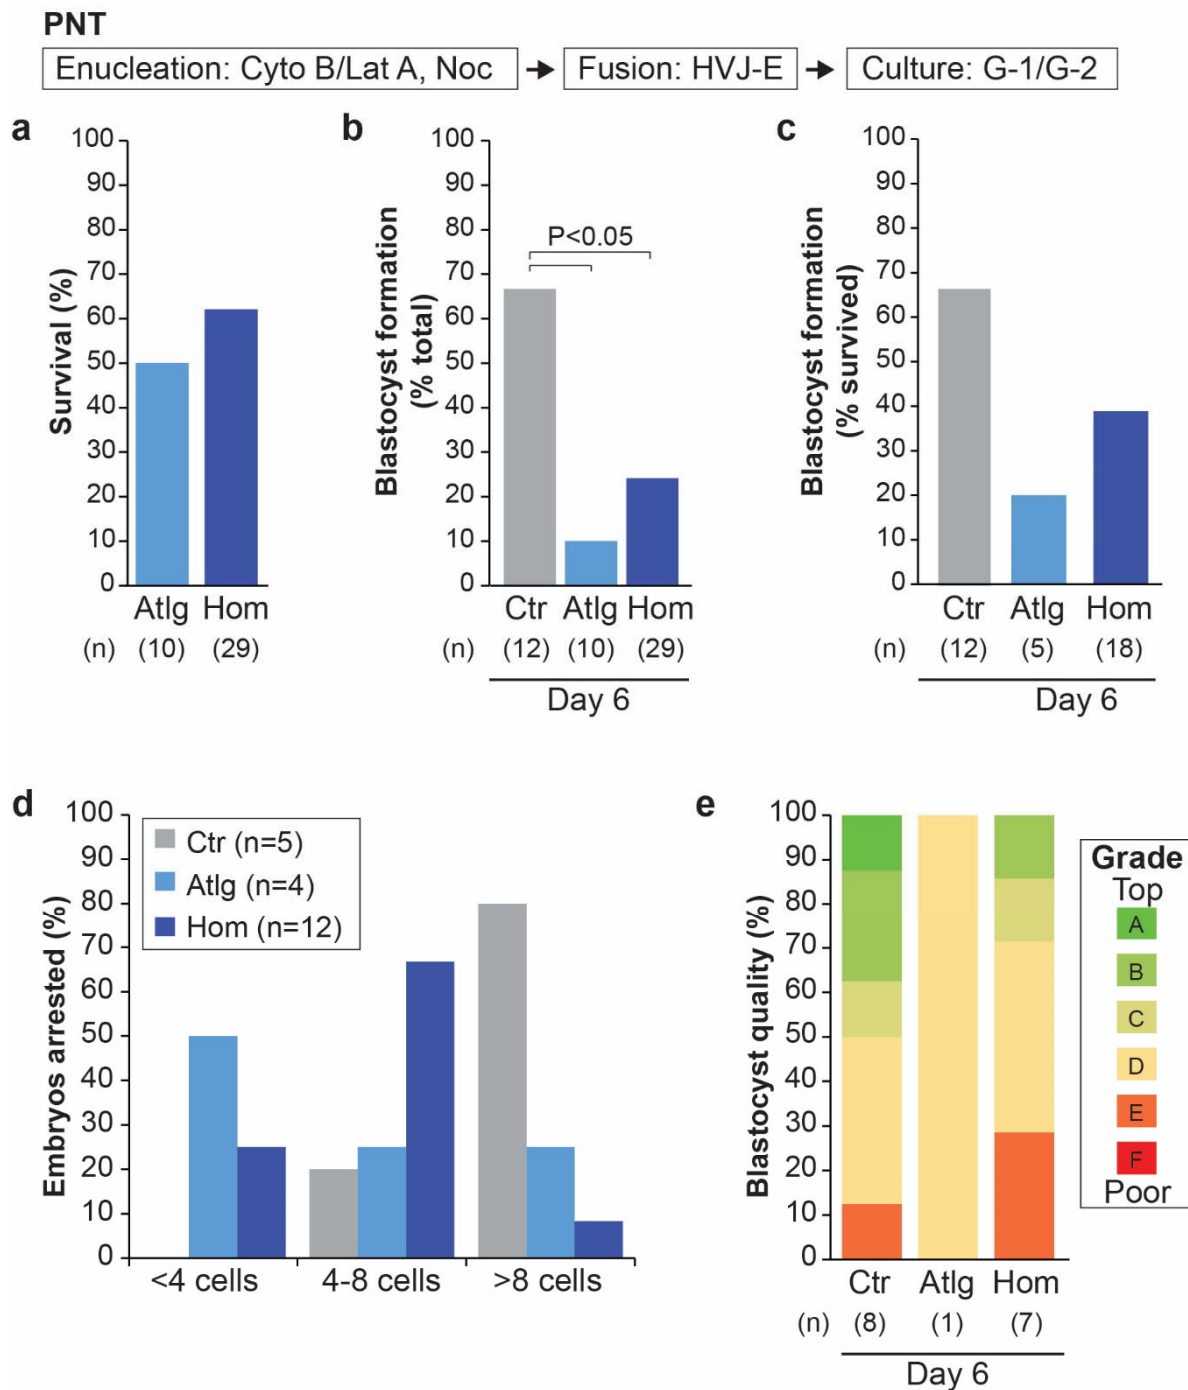 PNT
Enucleation: Cyto B/Lat A, Noc → Fusion: HVJ-E → Culture: G-1/G-2
a
Survival (%)
100
90
80
70
60
50
40
30
20
10
0
Atlg Hom
(n) (10) (29)
b
Blastocyst formation
(% total)
100
90
80
70
60
50
40
30
20
10
0
P<0.05
Ctr Atlg Hom
(n) (12) (10) (29)
Day 6
c
Blastocyst formation
(% survived)
100
90
80
70
60
50
40
30
20
10
0
Ctr Atlg Hom
(n) (12) (5) (18)
Day 6
d
Embryos arrested (%)
100
90
80
70
60
50
40
30
20
10
0
Ctr (n=5)
Atlg (n=4)
Hom (n=12)
<4 cells 4-8 cells >8 cells
e
Blastocyst quality (%)
100
90
80
70
60
50
40
30
20
10
0
Ctr Atlg Hom
(n) (8) (1) (7)
Day 6
Grade
Top
A
B
C
D
E
F
Poor